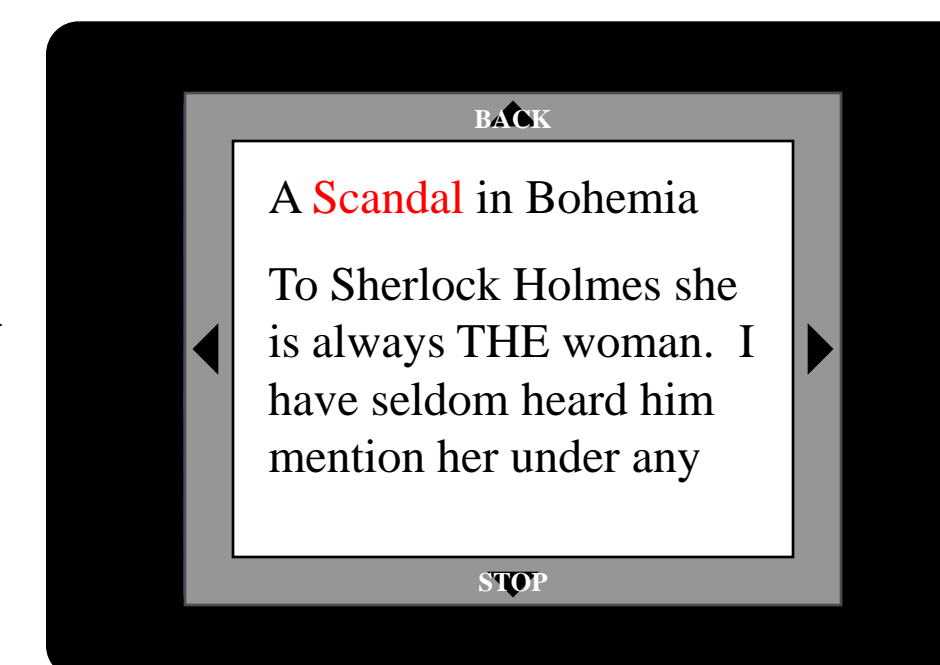 BACK
A Scandal in Bohemia
To Sherlock Holmes she
is always THE woman.  I
have seldom heard him
mention her under any
STOP